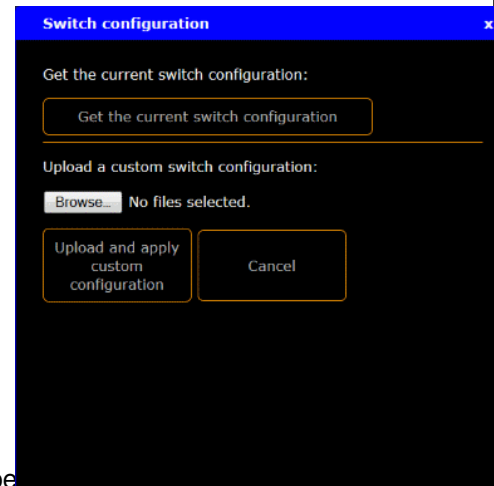 Switch configuration x
Get the current switch configuration:
Get the current switch configuration
Upload a custom switch configuration:
Browse... No files selected.
Upload and apply
custom
configuration
Cancel